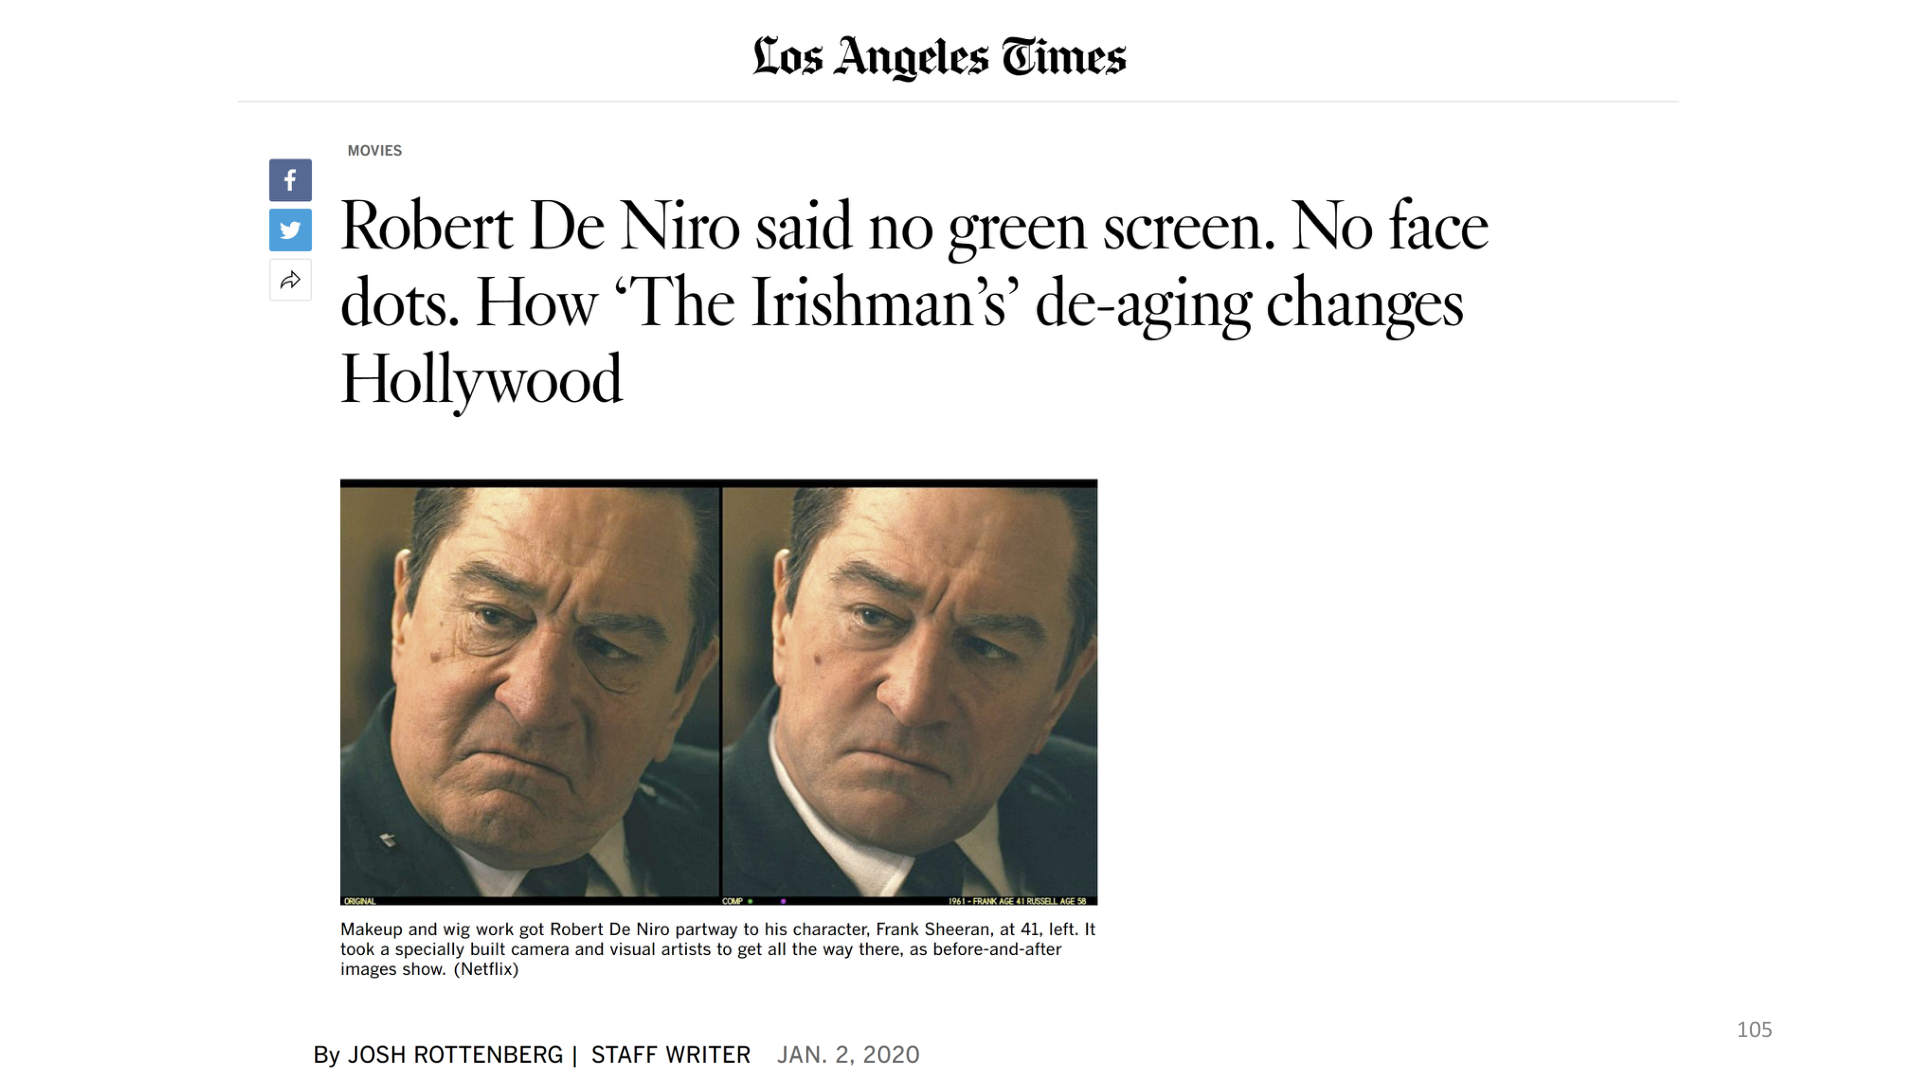 Los Angeles Times
MOVIES
Robert De Niro said no green screen. No face
dots. How ‘The Irishman’s’ de-aging changes
Hollywood
ORIGINAL
COMP
1961 - FRANK AGE 41 RUSSELL AGE 58
Makeup and wig work got Robert De Niro partway to his character, Frank Sheeran, at 41, left. It
took a specially built camera and visual artists to get all the way there, as before-and-after
images show. (Netflix)
105
By JOSH ROTTENBERG | STAFF WRITER JAN. 2, 2020